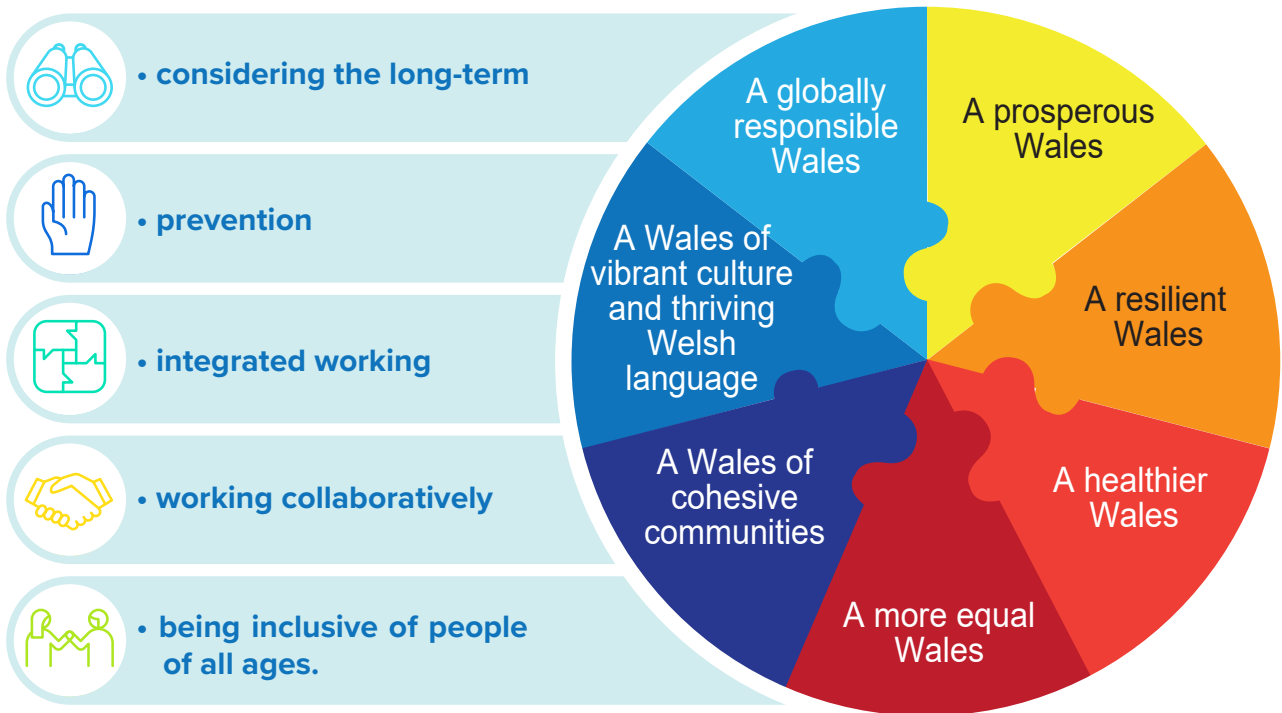 • considering the long-term
• prevention
• integrated working
• working collaboratively
• being inclusive of people
of all ages.
A globally
responsible
Wales
A prosperous
Wales
A resilient
Wales
A healthier
Wales
A more equal
Wales
A Wales of
cohesive
communities
A Wales of
vibrant culture
and thriving
Welsh
language